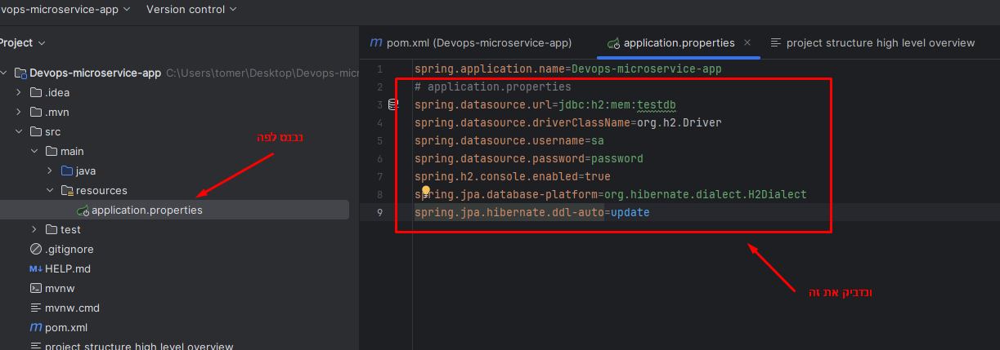 vops-microservice-app
Version control
Project
Devops-microservice-app C:\Users\tomer\Desktop\Devops-micr
.idea
.mvn
src
main
java
resources
application.properties
test
.gitignore
HELP.md
mvnw
mvnw.cmd
pom.xml
project structure high level overview
נכנס לפה
pom.xml (Devops-microservice-app)
application.properties
project structure high level overview
1 spring.application.name=Devops-microservice-app
2 # application.properties
3 spring.datasource.url=jdbc:h2:mem:testdb
4 spring.datasource.driverClassName=org.h2.Driver
5 spring.datasource.username=sa
6 spring.datasource.password=password
7 spring.h2.console.enabled=true
8 spring.jpa.database-platform=org.hibernate.dialect.H2Dialect
9 spring.jpa.hibernate.ddl-auto=update
ונדביק את זה